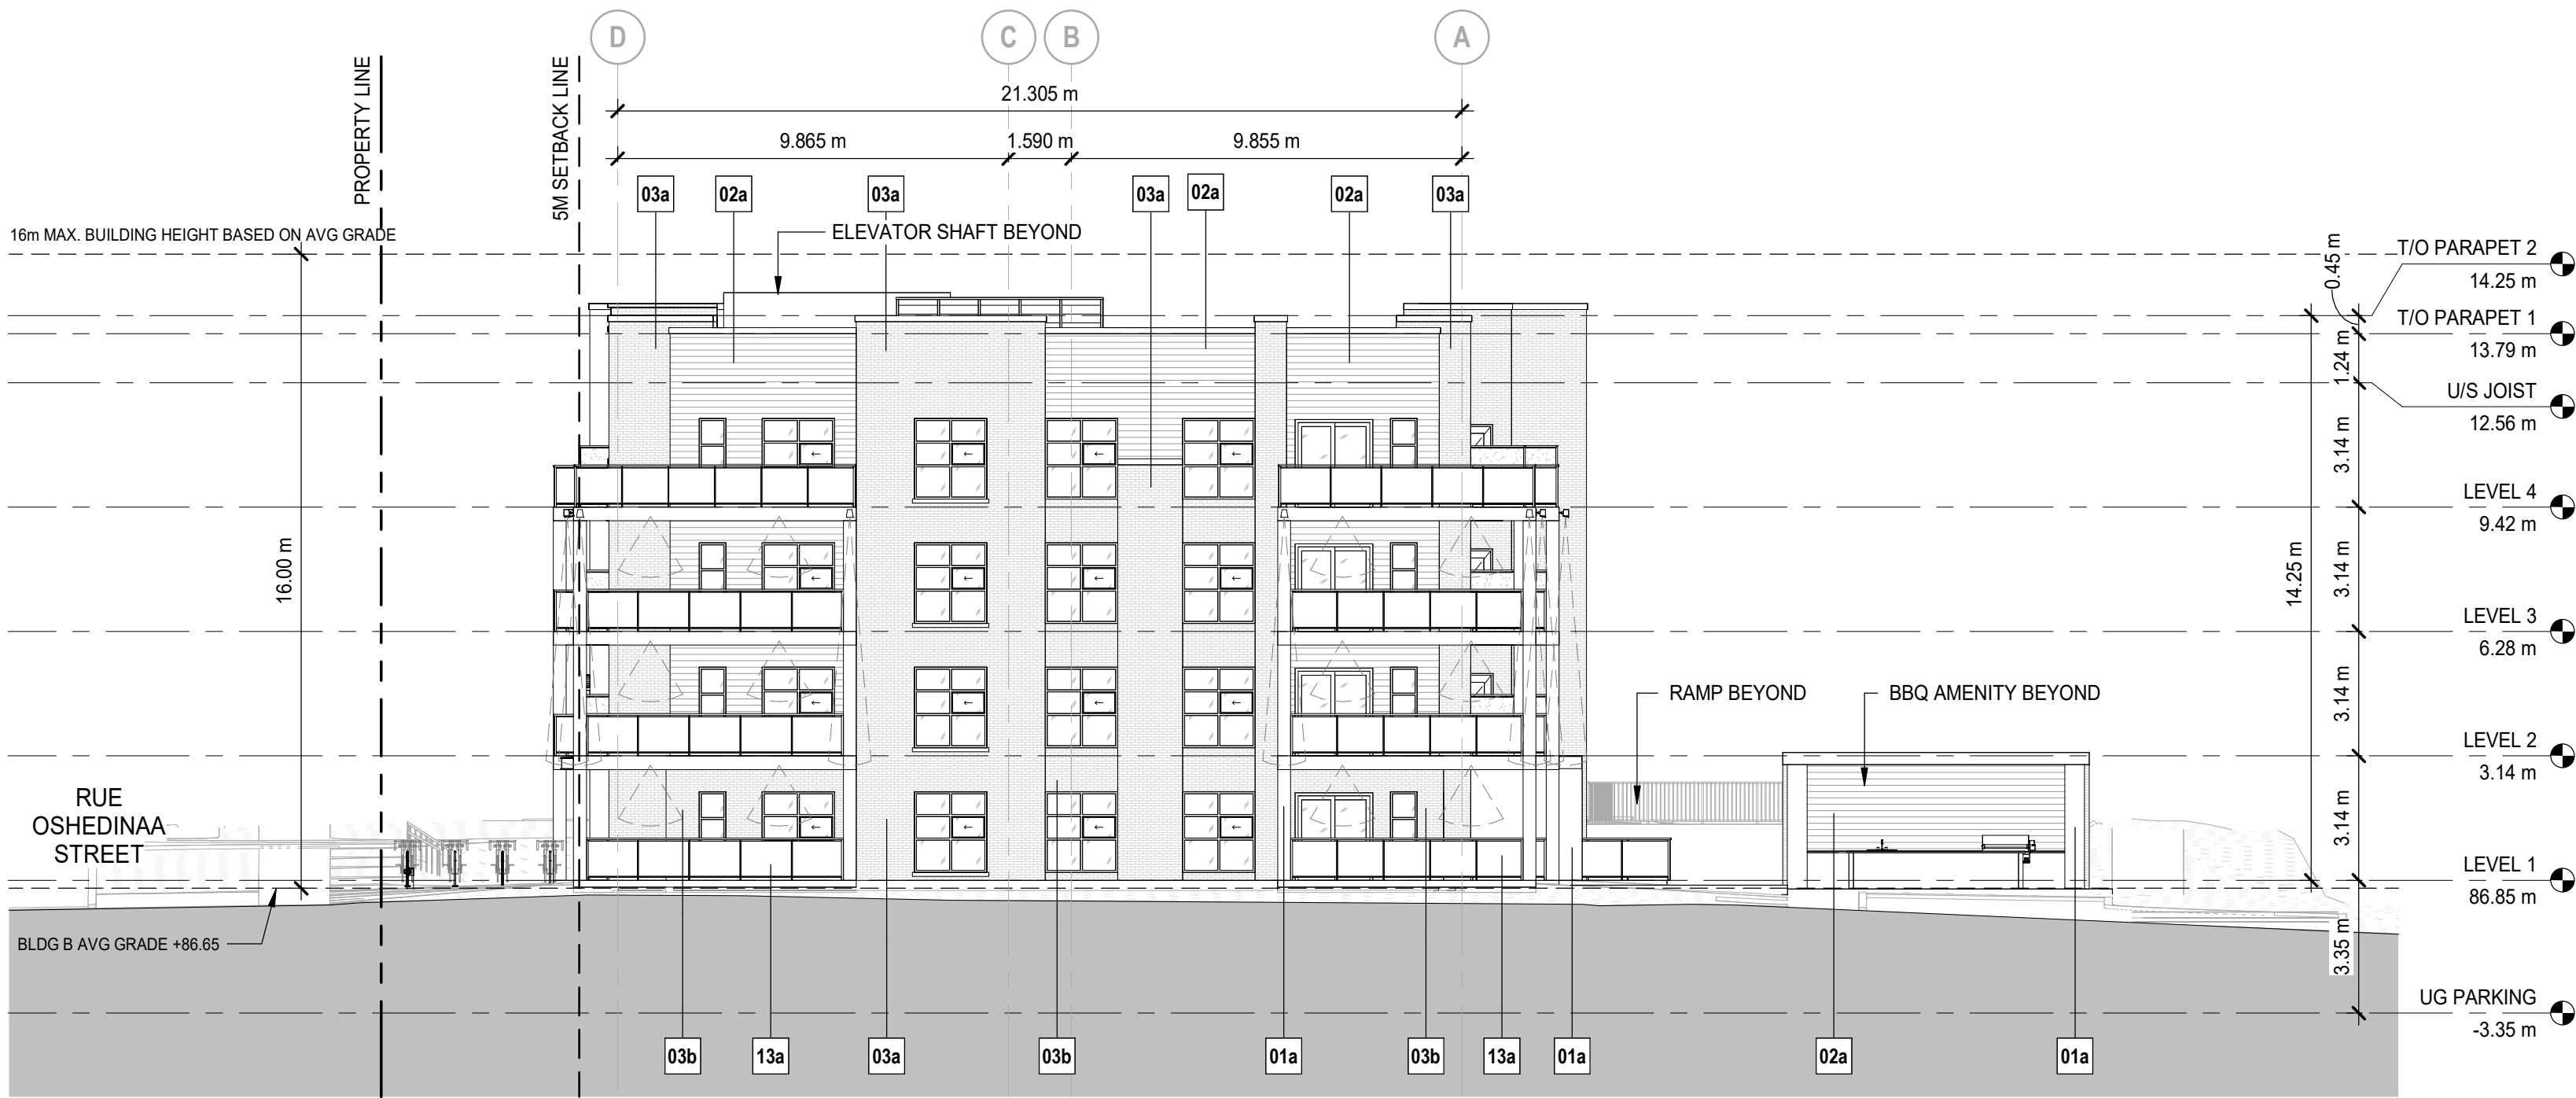 D
C
B
A
PROPERTY LINE
5M SETBACK LINE
21.305 m
9.865 m
1.590 m
9.855 m
03a
02a
03a
03a
02a
02a
03a
ELEVATOR SHAFT BEYOND
16m MAX. BUILDING HEIGHT BASED ON AVG GRADE
T/O PARAPET 2
14.25 m
0.45 m
T/O PARAPET 1
13.79 m
1.24 m
U/S JOIST
12.56 m
3.14 m
LEVEL 4
9.42 m
16.00 m
14.25 m
3.14 m
LEVEL 3
6.28 m
3.14 m
RAMP BEYOND
BBQ AMENITY BEYOND
LEVEL 2
3.14 m
3.14 m
RUE
OSHEDINAA
STREET
LEVEL 1
86.85 m
BLDG B AVG GRADE +86.65
3.35 m
UG PARKING
-3.35 m
03b
13a
03a
03b
01a
03b
13a
01a
02a
01a